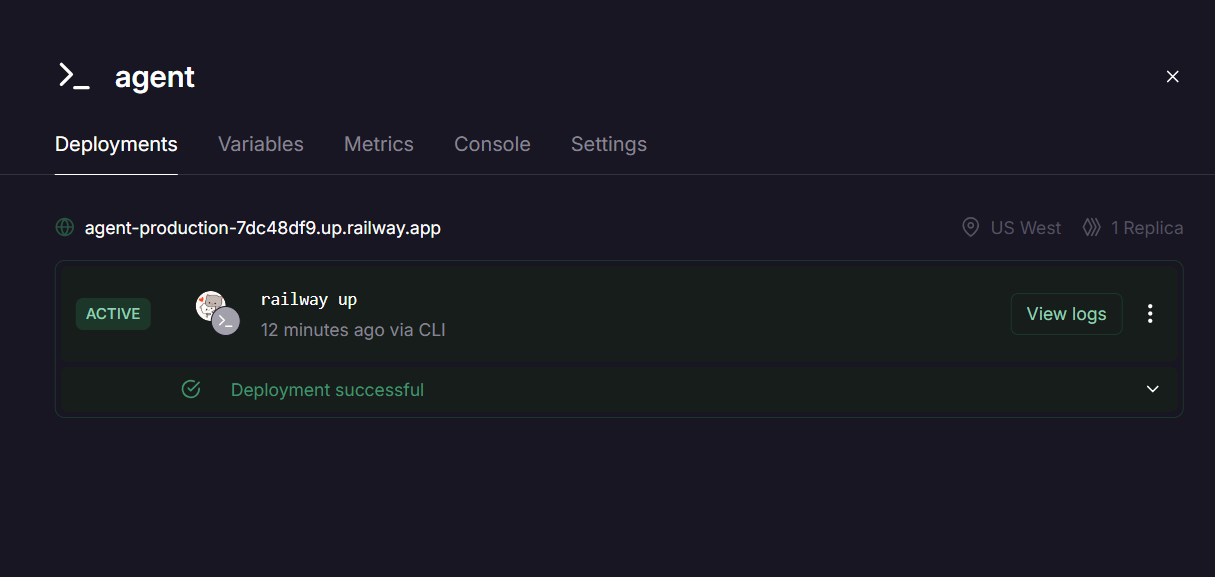 agent
Deployments Variables Metrics Console Settings
agent-production-7dc48df9.up.railway.app US West 1 Replica
ACTIVE railway up View logs
12 minutes ago via CLI
Deployment successful